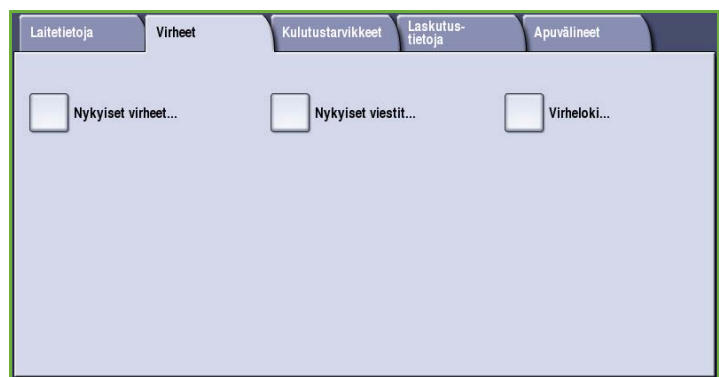 Laitetietoja
Virheet
Kulutustarvikkeet
Laskutus-
tietoja
Apuvälineet
Nykyiset virheet...
Nykyiset viestit...
Virheloki...